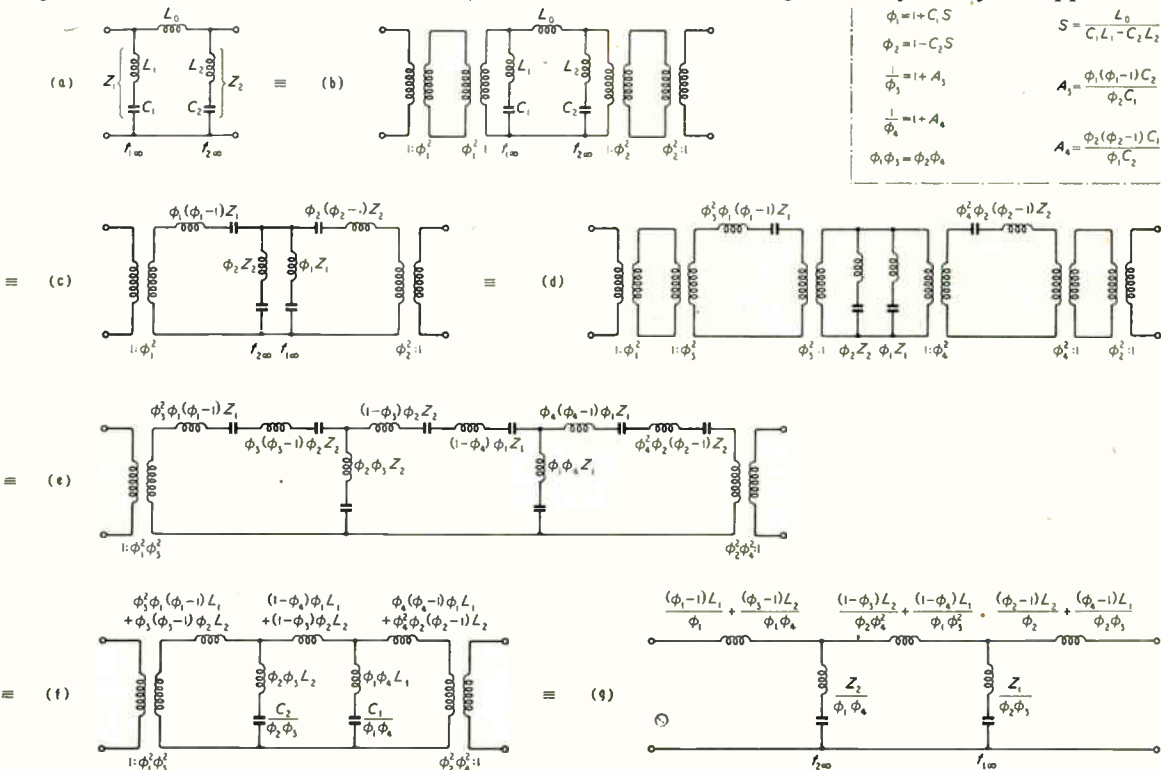 L₀
(a) Z₁ L₁ L₂ Z₂
C₁ C₂
f₁∞ f₂∞
≡ (b)
L₀
L₁ L₂
C₁ C₂
1:φ₁² φ₁²:1 f₁∞ f₂∞ 1:φ₂² φ₂²:1
φ₁=1+C₁S S=L₀/(C₁L₁-C₂L₂)
φ₂=1-C₂S
1/φ₃=1+A₃ A₃=φ₁(φ₁-1)C₂/(φ₂C₁)
1/φ₄=1+A₄ A₄=φ₂(φ₂-1)C₁/(φ₁C₂)
φ₁φ₃=φ₂φ₄
φ₁(φ₁-1)Z₁ φ₂(φ₂-1)Z₂
≡ (c) φ₂Z₂ φ₁Z₁
1:φ₁² f₂∞ f₁∞ φ₂²:1
φ₃²φ₁(φ₁-1)Z₁ φ₄²φ₂(φ₂-1)Z₂
≡ (d)
1:φ₁² 1:φ₃² φ₃²:1 φ₂Z₂ φ₁Z₁ 1:φ₄² φ₄²:1 φ₂²:1
φ₃²φ₁(φ₁-1)Z₁ (1-φ₃)φ₂Z₂ φ₄(φ₄-1)φ₁Z₁
φ₃(φ₃-1)φ₂Z₂ (1-φ₄)φ₁Z₁ φ₄²φ₂(φ₂-1)Z₂
≡ (e) φ₂φ₃Z₂ φ₁φ₄Z₁
1:φ₁²φ₃² φ₂²φ₄²:1
φ₃²φ₁(φ₁-1)L₁ (1-φ₄)φ₁L₁ φ₄(φ₄-1)φ₁L₁
+φ₃(φ₃-1)φ₂L₂ +(1-φ₃)φ₂L₂ +φ₄²φ₂(φ₂-1)L₂
≡ (f) φ₂φ₃L₂ φ₁φ₄L₁
C₂/(φ₂φ₃) C₁/(φ₁φ₄)
1:φ₁²φ₃² φ₂²φ₄²:1
(φ₁-1)L₁/φ₁ + (φ₃-1)L₂/(φ₁φ₄) (1-φ₃)L₂/(φ₂φ₄²) + (1-φ₄)L₁/(φ₁φ₃²) (φ₂-1)L₂/φ₂ + (φ₄-1)L₁/(φ₂φ₃)
≡ (g) Z₂/(φ₁φ₄) Z₁/(φ₂φ₃)
f₂∞ f₁∞